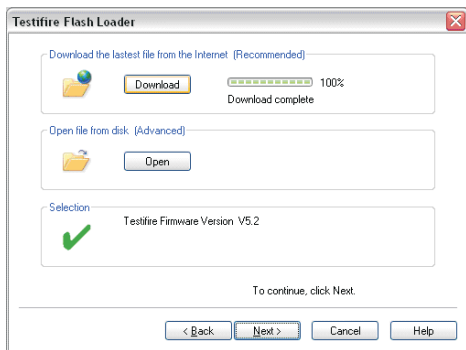 Testifire Flash Loader
Download the lastest file from the Internet (Recommended)
Download
100%
Download complete
Open file from disk (Advanced)
Open
Selection
Testifire Firmware Version V5.2
To continue, click Next.
< Back Next > Cancel Help